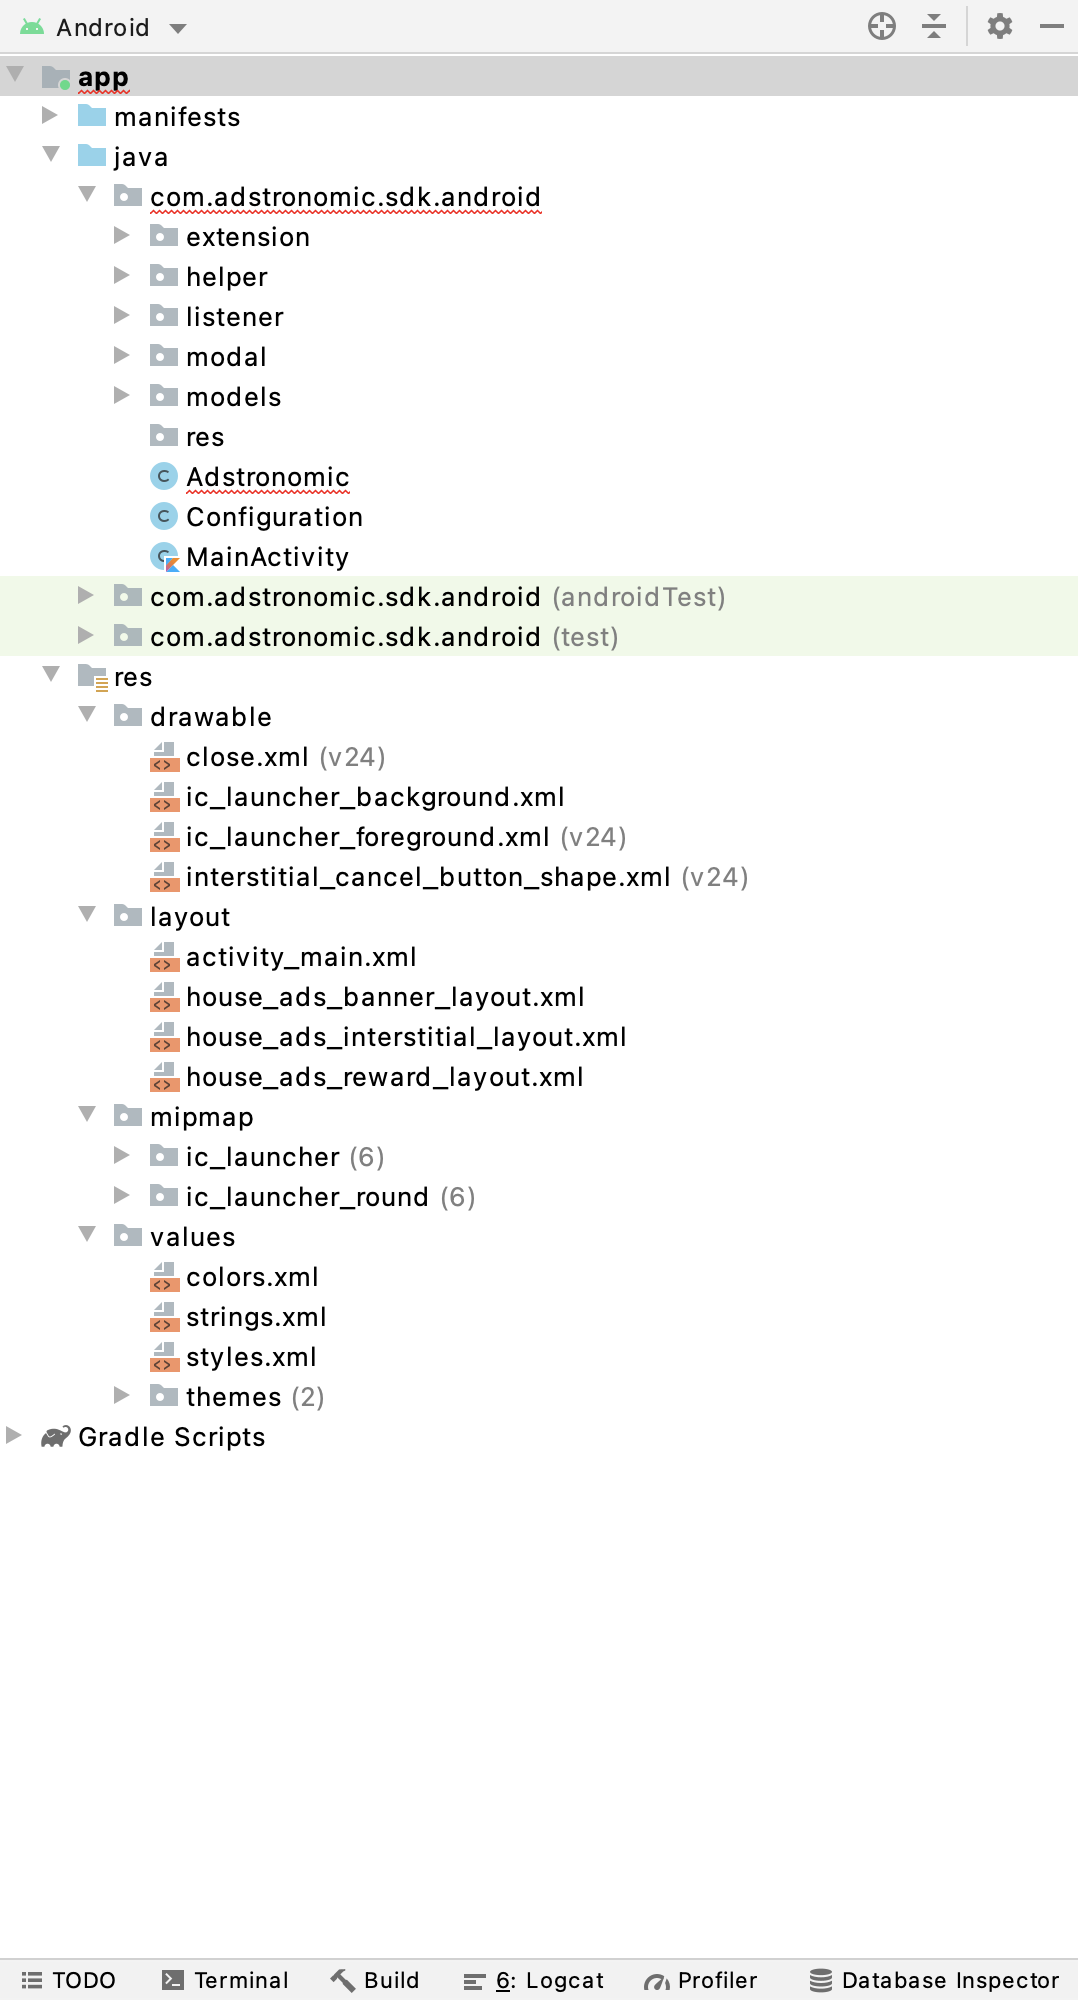 Android
app
manifests
java
com.adstronomic.sdk.android
extension
helper
listener
modal
models
res
Adstronomic
Configuration
MainActivity
com.adstronomic.sdk.android (androidTest)
com.adstronomic.sdk.android (test)
res
drawable
close.xml (v24)
ic_launcher_background.xml
ic_launcher_foreground.xml (v24)
interstitial_cancel_button_shape.xml (v24)
layout
activity_main.xml
house_ads_banner_layout.xml
house_ads_interstitial_layout.xml
house_ads_reward_layout.xml
mipmap
ic_launcher (6)
ic_launcher_round (6)
values
colors.xml
strings.xml
styles.xml
themes (2)
Gradle Scripts
TODO Terminal Build 6: Logcat Profiler Database Inspector